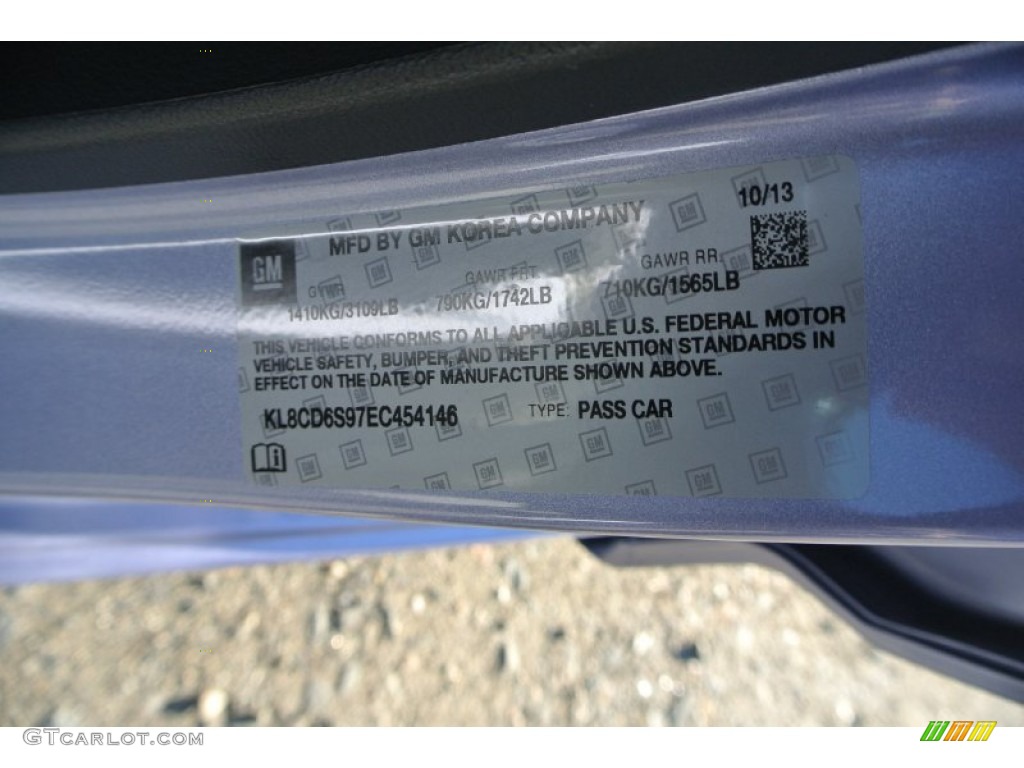 10/13
MFD BY GM KOREA COMPANY
GM
GVWR GAWR FRT. GAWR RR.
1410KG/3109LB 790KG/1742LB 710KG/1565LB
THIS VEHICLE CONFORMS TO ALL APPLICABLE U.S. FEDERAL MOTOR
VEHICLE SAFETY, BUMPER, AND THEFT PREVENTION STANDARDS IN
EFFECT ON THE DATE OF MANUFACTURE SHOWN ABOVE.
KL8CD6S97EC454146 TYPE: PASS CAR
GTCARLOT.COM